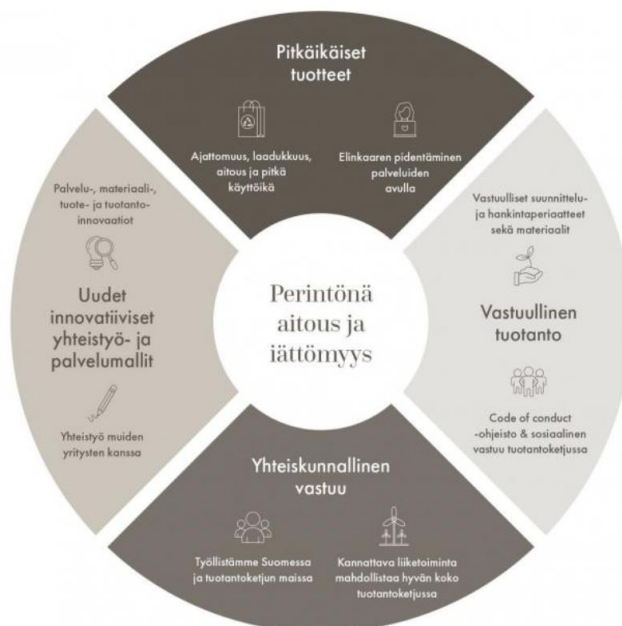 Pitkäikäiset
tuotteet
Ajattomuus, laadukkuus,
aitous ja pitkä
käyttöikä
Elinkaaren pidentäminen
palveluiden
avulla
Palvelu-, materiaali-,
tuote- ja tuotanto-
innovaatiot
Uudet
innovatiiviset
yhteistyö- ja
palvelumallit
Yhteistyö muiden
yritysten kanssa
Perintönä
aitous ja
iättömyys
Vastuulliset suunnittelu-
ja hankintaperiaatteet
sekä materiaalit
Vastuullinen
tuotanto
Code of conduct
-ohjeisto & sosiaalinen
vastuu tuotantoketjussa
Yhteiskunnallinen
vastuu
Työllistämme Suomessa
ja tuotantoketjun maissa
Kannattava liiketoiminta
mahdollistaa hyvän koko
tuotantoketjussa